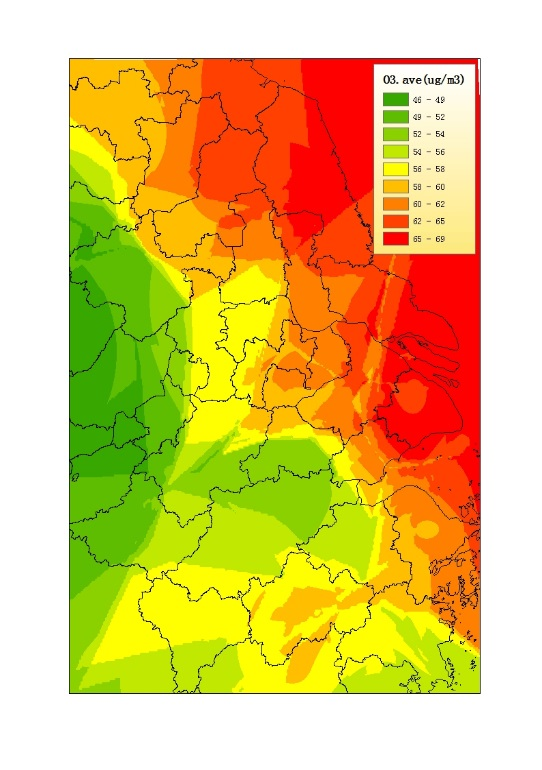 O3.ave(ug/m3)
46 - 49
49 - 52
52 - 54
54 - 56
56 - 58
58 - 60
60 - 62
62 - 65
65 - 69